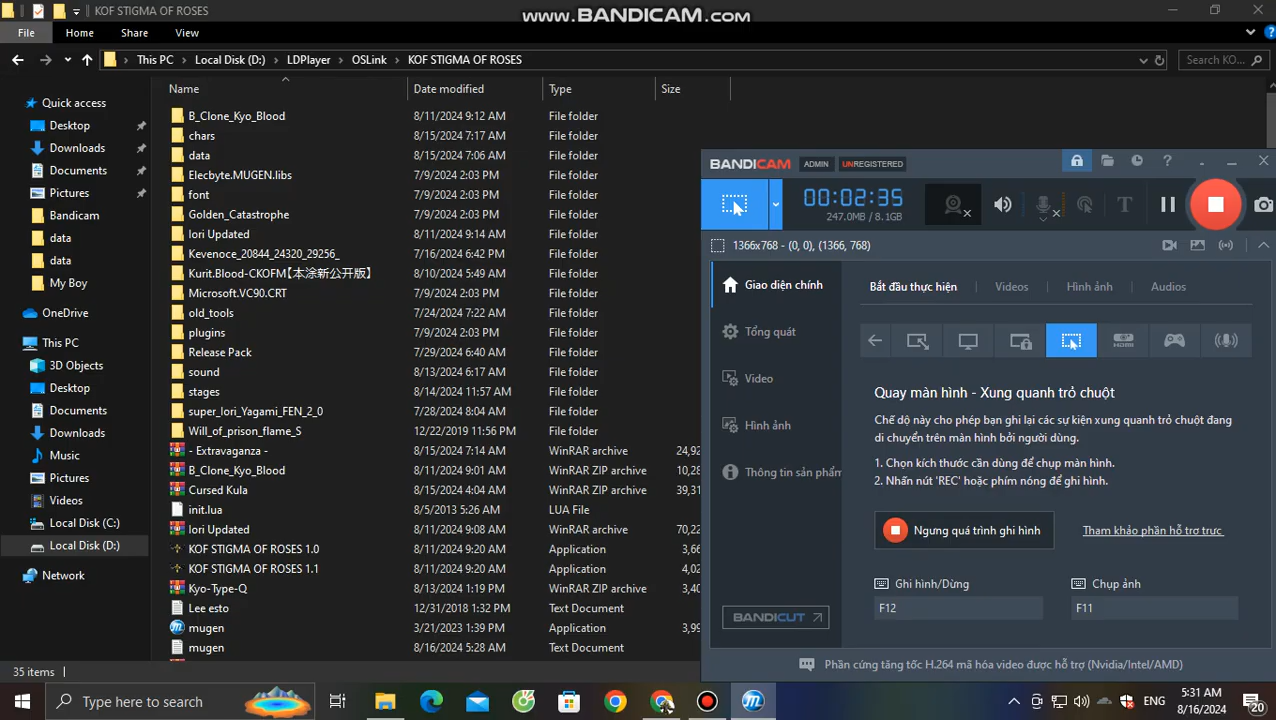 KOF STIGMA OF ROSES
www.BANDICAM.com
File Home Share View
This PC Local Disk (D:) LDPlayer OSLink KOF STIGMA OF ROSES
Search KO...
Name Date modified Type Size
Quick access
Desktop
Downloads
Documents
Pictures
Bandicam
data
data
My Boy
OneDrive
This PC
3D Objects
Desktop
Documents
Downloads
Music
Pictures
Videos
Local Disk (C:)
Local Disk (D:)
Network
B_Clone_Kyo_Blood 8/11/2024 9:12 AM File folder
chars 8/15/2024 7:17 AM File folder
data 8/15/2024 7:06 AM File folder
Elecbyte.MUGEN.libs 7/9/2024 2:03 PM File folder
font 7/9/2024 2:03 PM File folder
Golden_Catastrophe 7/9/2024 2:03 PM File folder
Iori Updated 8/11/2024 9:14 AM File folder
Kevenoce_20844_24320_29256_ 7/16/2024 6:42 PM File folder
Kurit.Blood-CKOFM【本涂新公开版】 8/10/2024 5:49 AM File folder
Microsoft.VC90.CRT 7/9/2024 2:03 PM File folder
old_tools 7/24/2024 7:22 AM File folder
plugins 7/9/2024 2:03 PM File folder
Release Pack 7/29/2024 6:40 AM File folder
sound 8/13/2024 6:17 AM File folder
stages 8/14/2024 11:57 AM File folder
super_Iori_Yagami_FEN_2_0 7/28/2024 8:04 AM File folder
Will_of_prison_flame_S 12/22/2019 11:56 PM File folder
- Extravaganza - 8/15/2024 7:14 AM WinRAR archive 24,92
B_Clone_Kyo_Blood 8/11/2024 9:01 AM WinRAR ZIP archive 10,28
Cursed Kula 8/15/2024 4:04 AM WinRAR ZIP archive 39,31
init.lua 8/5/2013 5:26 AM LUA File
Iori Updated 8/11/2024 9:08 AM WinRAR archive 70,22
KOF STIGMA OF ROSES 1.0 8/11/2024 9:20 AM Application 3,66
KOF STIGMA OF ROSES 1.1 8/11/2024 9:20 AM Application 4,02
Kyo-Type-Q 8/13/2024 1:19 PM WinRAR ZIP archive 3,40
Lee esto 12/31/2018 1:32 PM Text Document
mugen 3/21/2023 1:39 PM Application 3,99
mugen 8/16/2024 5:28 AM Text Document
35 items
BANDICAM ADMIN UNREGISTERED
00:02:35
247.0MB / 8.1GB
1366x768 - (0, 0), (1366, 768)
Giao diện chính
Tổng quát
Video
Hình ảnh
Thông tin sản phẩm
BANDICUT
Bắt đầu thực hiện Videos Hình ảnh Audios
HDMI
Quay màn hình - Xung quanh trỏ chuột
Chế độ này cho phép bạn ghi lại các sự kiện xung quanh trỏ chuột đang
di chuyển trên màn hình bởi người dùng.
1. Chọn kích thước cần dùng để chụp màn hình.
2. Nhấn nút 'REC' hoặc phím nóng để ghi hình.
Ngưng quá trình ghi hình
Tham khảo phần hỗ trợ trực
Ghi hình/Dừng Chụp ảnh
F12 F11
Phần cứng tăng tốc H.264 mã hóa video được hỗ trợ (Nvidia/Intel/AMD)
Type here to search
ENG
5:31 AM
8/16/2024
20